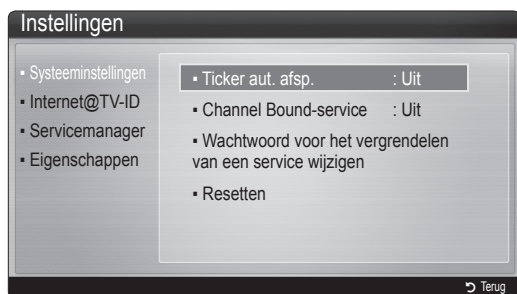 Instellingen
▪ Systeeminstellingen
▪ Internet@TV-ID
▪ Servicemanager
▪ Eigenschappen
▪ Ticker aut. afsp. : Uit
▪ Channel Bound-service : Uit
▪ Wachtwoord voor het vergrendelen
van een service wijzigen
▪ Resetten
Terug